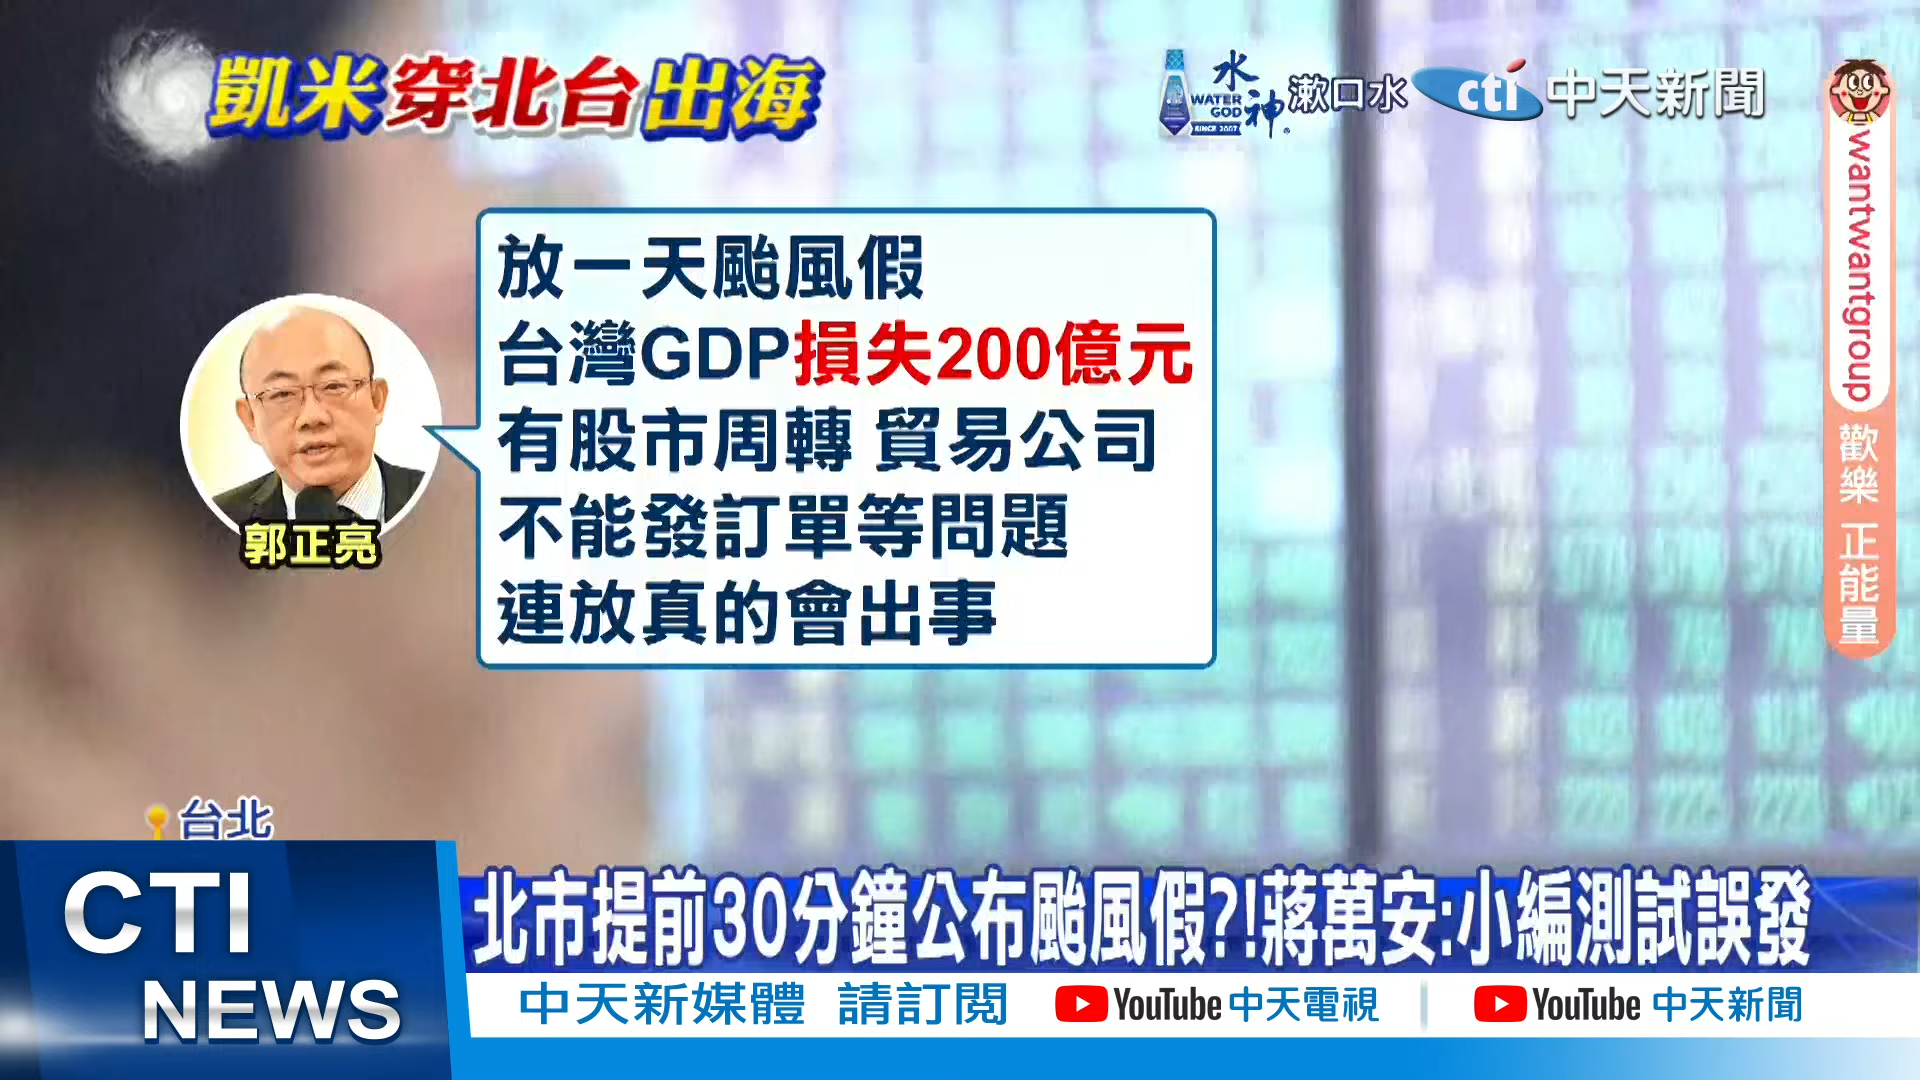 凱米穿北台出海
水神
WATER GOD
SINCE 2007
漱口水
cti 中天新聞
wantwantgroup
歡樂 正能量
放一天颱風假
台灣GDP損失200億元
有股市周轉 貿易公司
不能發訂單等問題
連放真的會出事
郭正亮
台北
CTI NEWS
北市提前30分鐘公布颱風假?!蔣萬安:小編測試誤發
中天新媒體 請訂閱 YouTube 中天電視 | YouTube 中天新聞